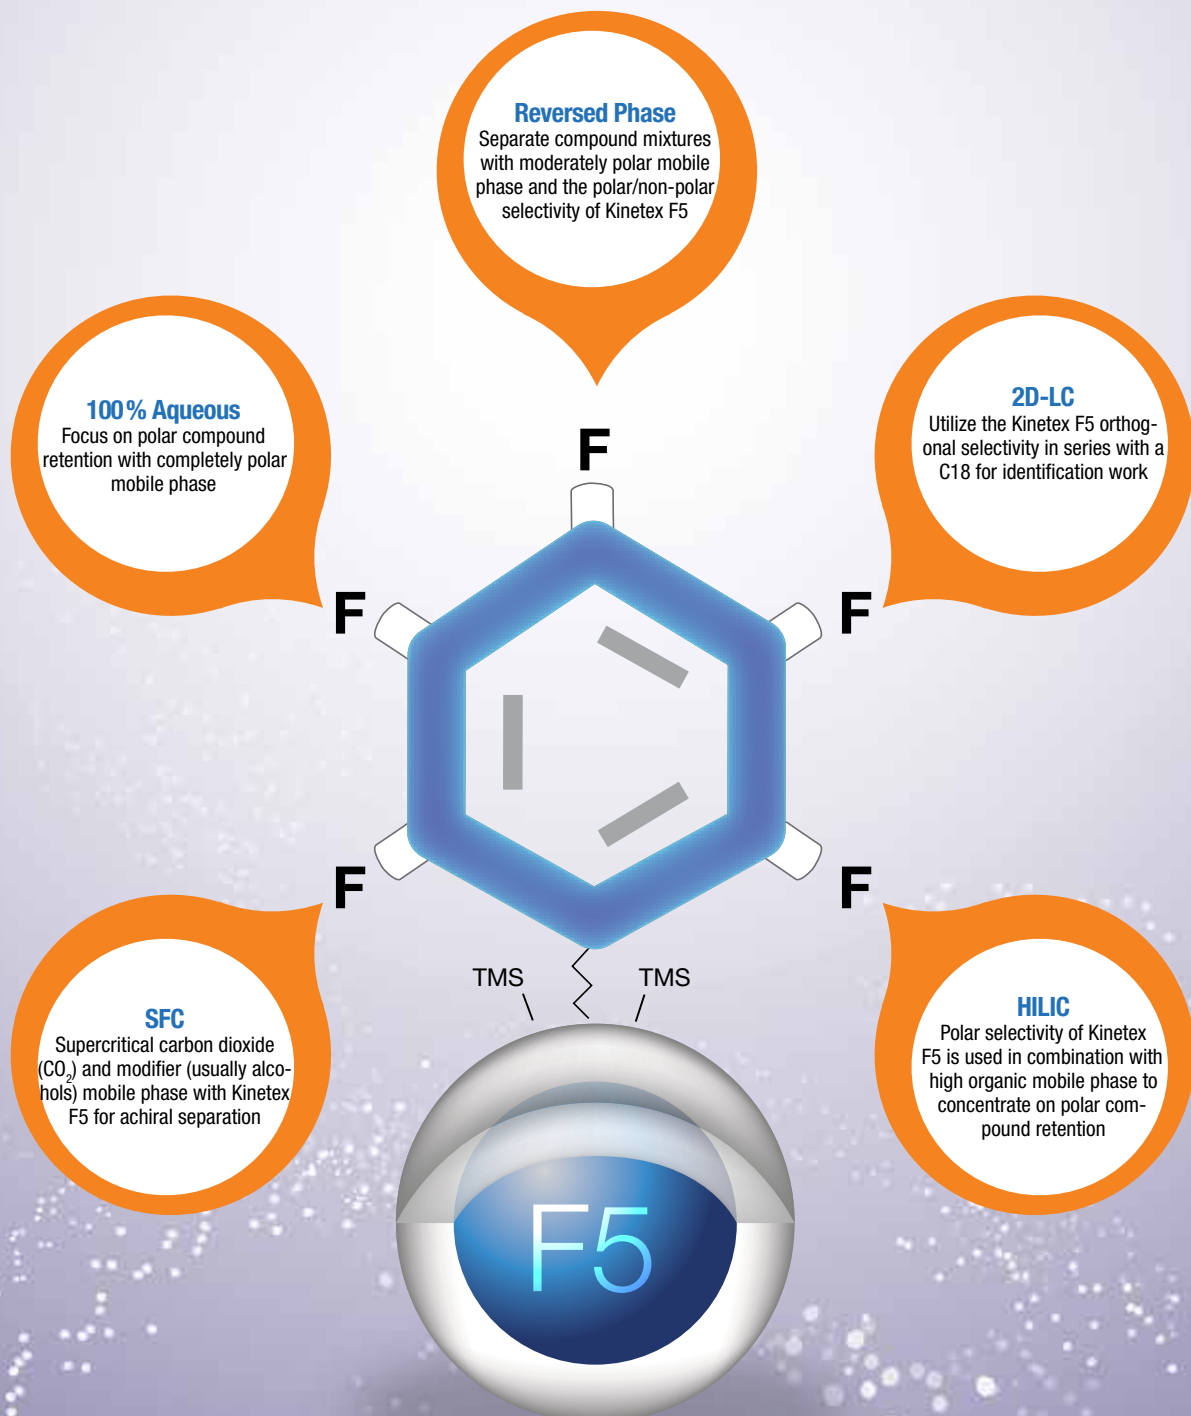 Reversed Phase
Separate compound mixtures
with moderately polar mobile
phase and the polar/non-polar
selectivity of Kinetex F5
100% Aqueous
Focus on polar compound
retention with completely polar
mobile phase
2D-LC
Utilize the Kinetex F5 orthog-
onal selectivity in series with a
C18 for identification work
F
F
F
F
F
TMS
TMS
SFC
Supercritical carbon dioxide
(CO₂) and modifier (usually alco-
hols) mobile phase with Kinetex
F5 for achiral separation
HILIC
Polar selectivity of Kinetex
F5 is used in combination with
high organic mobile phase to
concentrate on polar com-
pound retention
F5